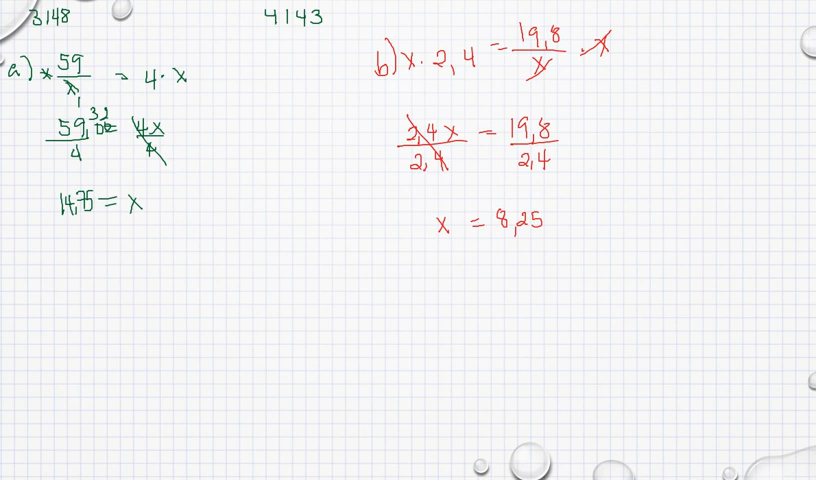 3148
4143
a) x 59/x = 4 · x
59,00/4 = 4x/4
14,75 = x
b) x · 2,4 = 19,8/x · x
2,4x/2,4 = 19,8/2,4
x = 8,25